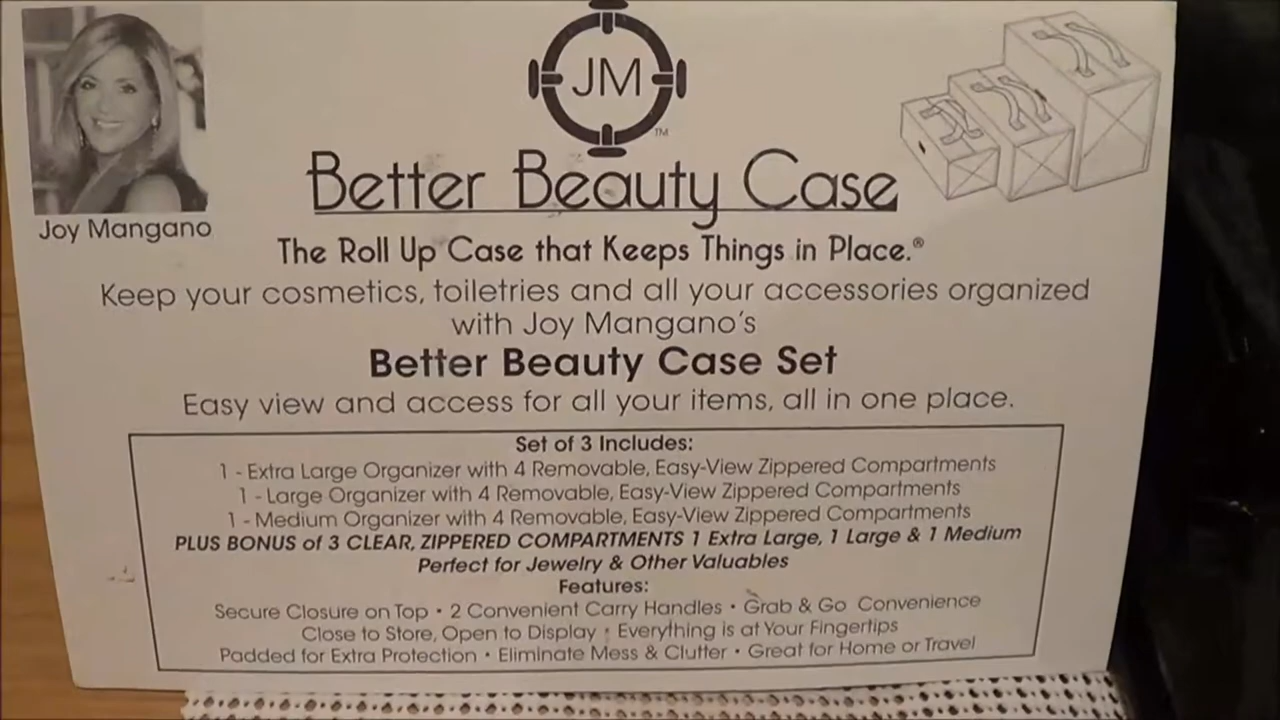 JM
TM
Joy Mangano
Better Beauty Case
The Roll Up Case that Keeps Things in Place.®
Keep your cosmetics, toiletries and all your accessories organized
with Joy Mangano's
Better Beauty Case Set
Easy view and access for all your items, all in one place.
Set of 3 Includes:
1 - Extra Large Organizer with 4 Removable, Easy-View Zippered Compartments
1 - Large Organizer with 4 Removable, Easy-View Zippered Compartments
1 - Medium Organizer with 4 Removable, Easy-View Zippered Compartments
PLUS BONUS of 3 CLEAR, ZIPPERED COMPARTMENTS 1 Extra Large, 1 Large & 1 Medium
Perfect for Jewelry & Other Valuables
Features:
Secure Closure on Top • 2 Convenient Carry Handles • Grab & Go Convenience
Close to Store, Open to Display • Everything is at Your Fingertips
Padded for Extra Protection • Eliminate Mess & Clutter • Great for Home or Travel